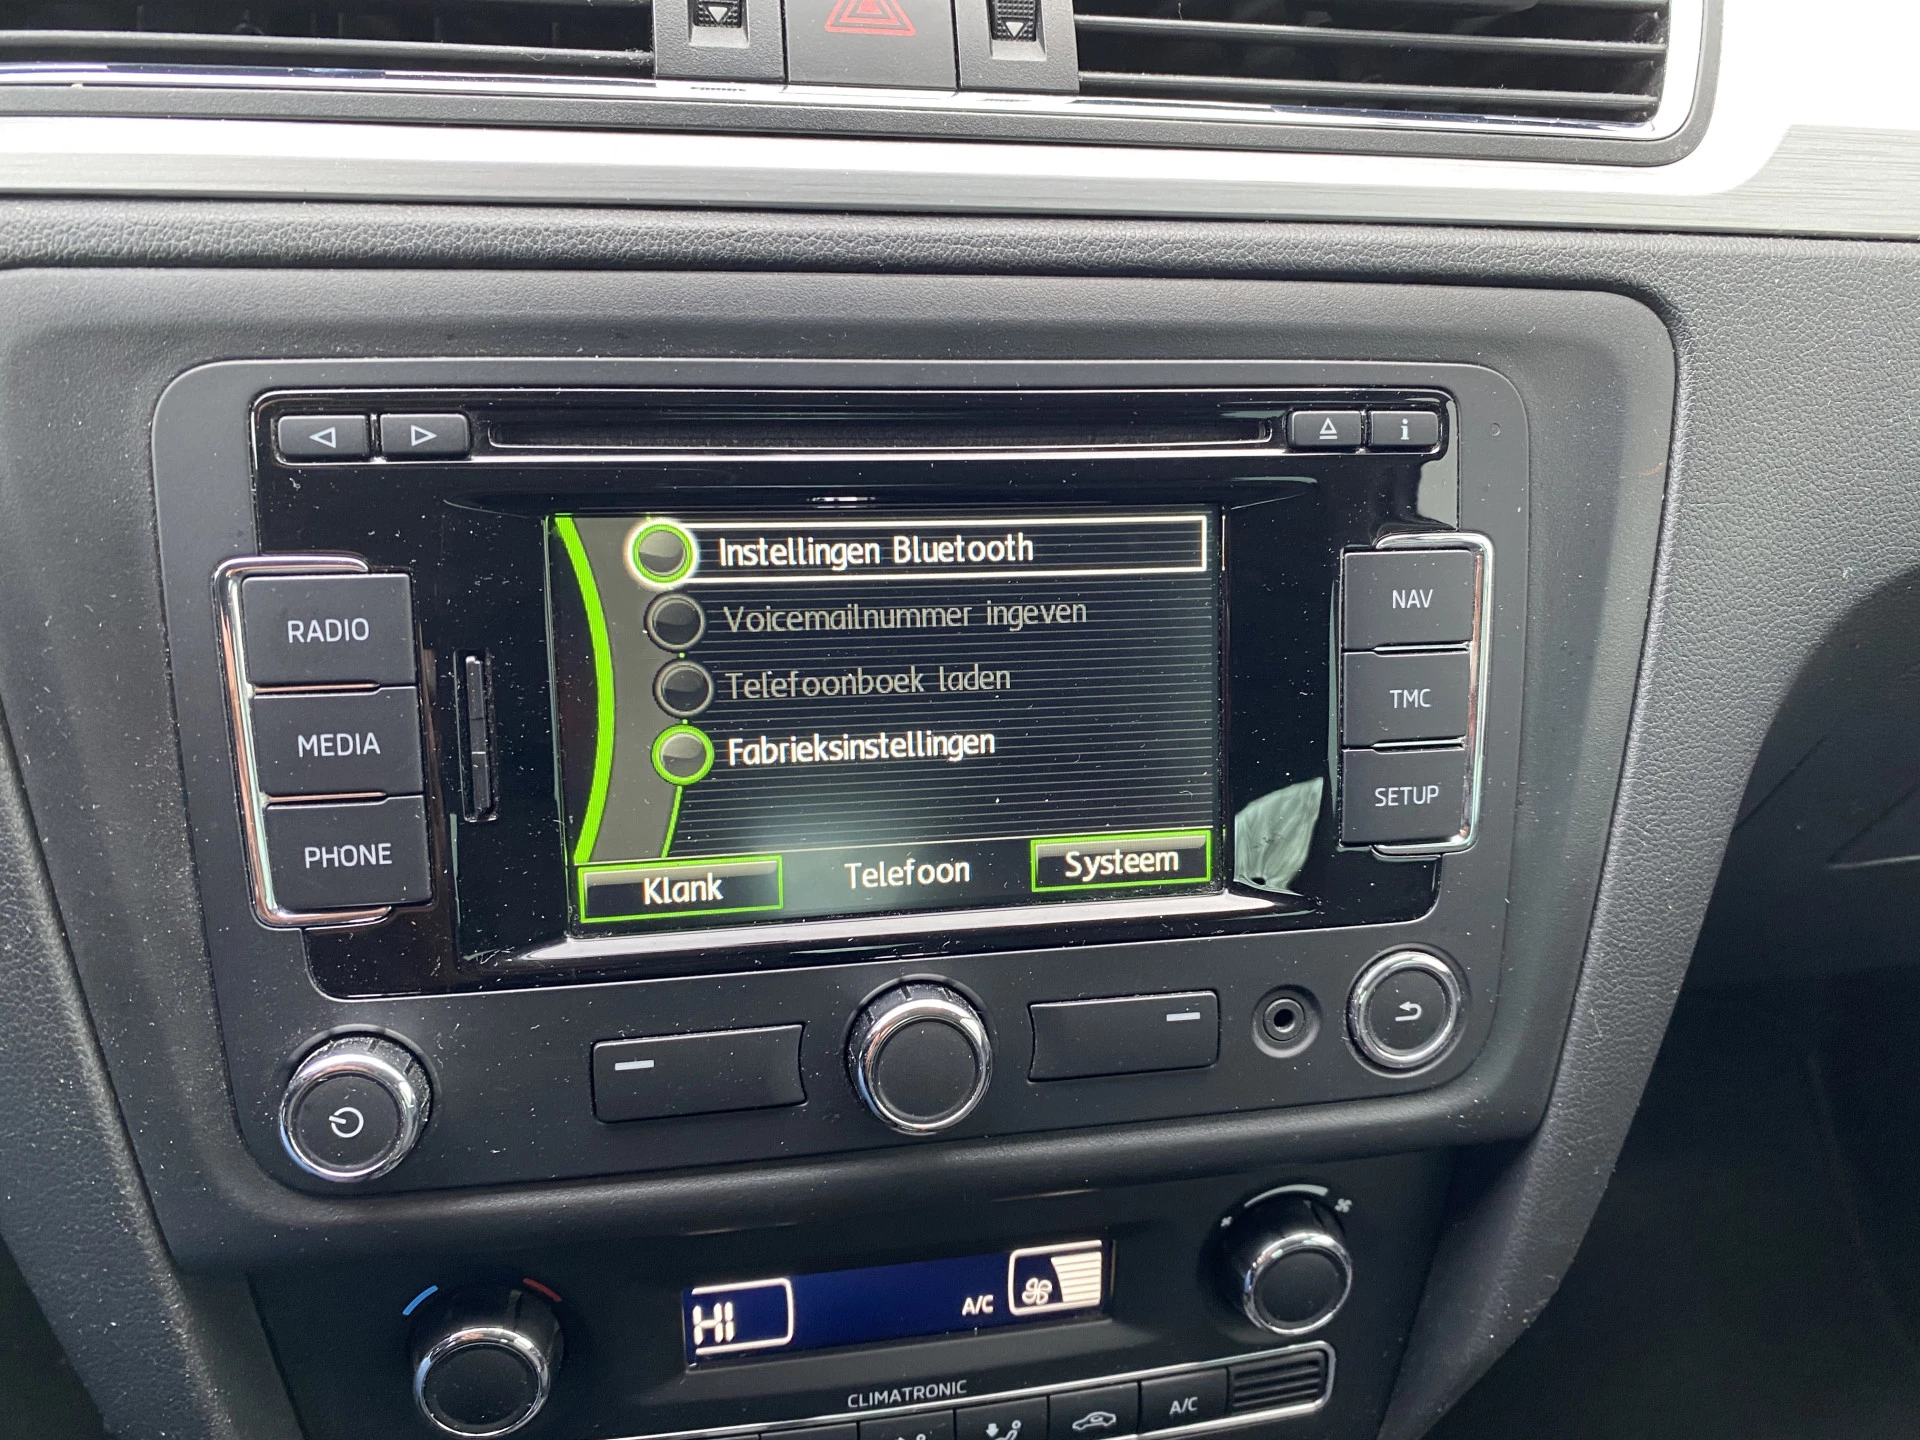 i
RADIO
MEDIA
PHONE
Instellingen Bluetooth
Voicemailnummer ingeven
Telefoonboek laden
Fabrieksinstellingen
Klank
Telefoon
Systeem
NAV
TMC
SETUP
HI
A/C
CLIMATRONIC
A/C